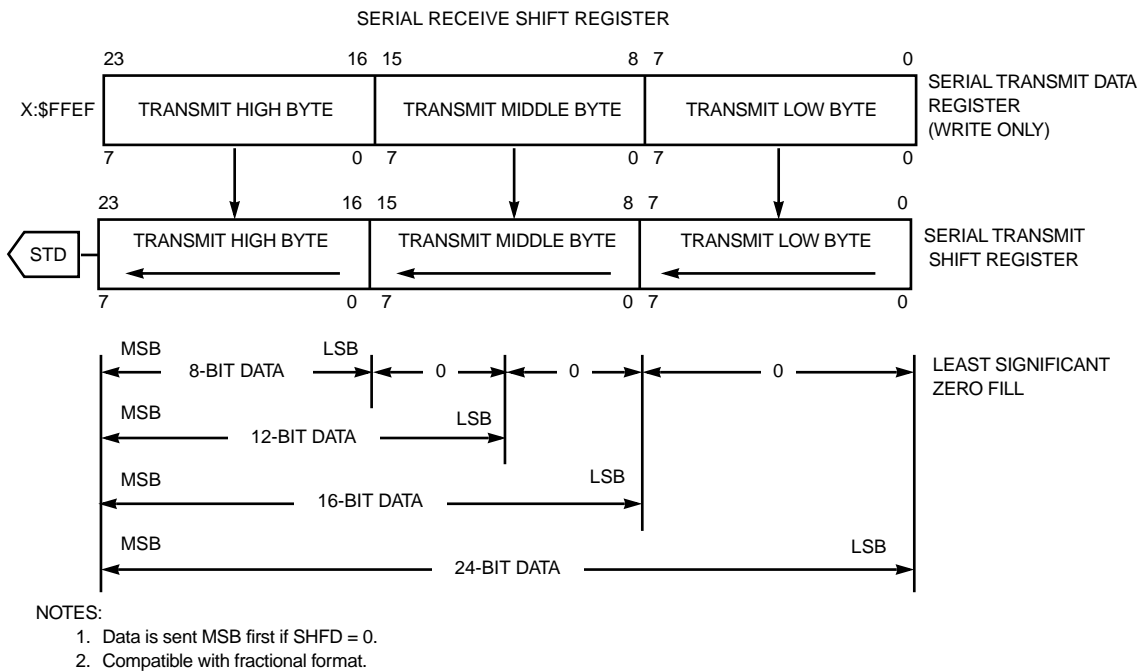 SERIAL RECEIVE SHIFT REGISTER
23 16 15 8 7 0
X:$FFEF TRANSMIT HIGH BYTE TRANSMIT MIDDLE BYTE TRANSMIT LOW BYTE
SERIAL TRANSMIT DATA
REGISTER
(WRITE ONLY)
7 0 7 0 7 0
23 16 15 8 7 0
STD TRANSMIT HIGH BYTE TRANSMIT MIDDLE BYTE TRANSMIT LOW BYTE
SERIAL TRANSMIT
SHIFT REGISTER
7 0 7 0 7 0
MSB LSB
8-BIT DATA 0 0 0
LEAST SIGNIFICANT
ZERO FILL
MSB LSB
12-BIT DATA
MSB LSB
16-BIT DATA
MSB LSB
24-BIT DATA
NOTES:
1. Data is sent MSB first if SHFD = 0.
2. Compatible with fractional format.